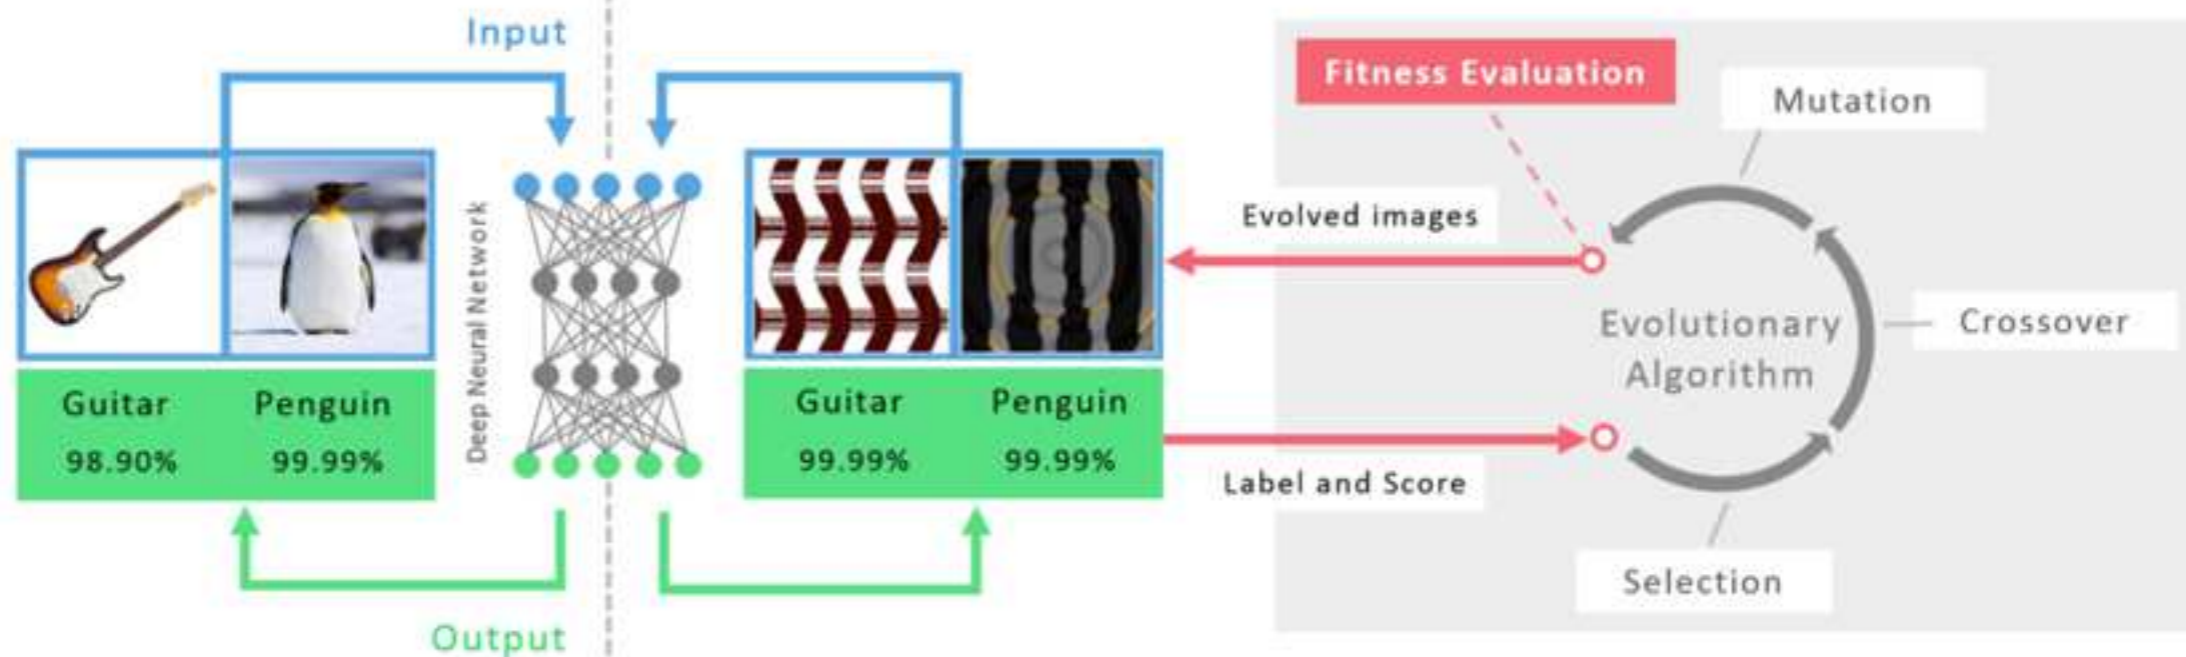 Input
Fitness Evaluation
Mutation
Evolved images
Deep Neural Network
Evolutionary
Algorithm
Crossover
Guitar Penguin
98.90% 99.99%
Guitar Penguin
99.99% 99.99%
Label and Score
Selection
Output